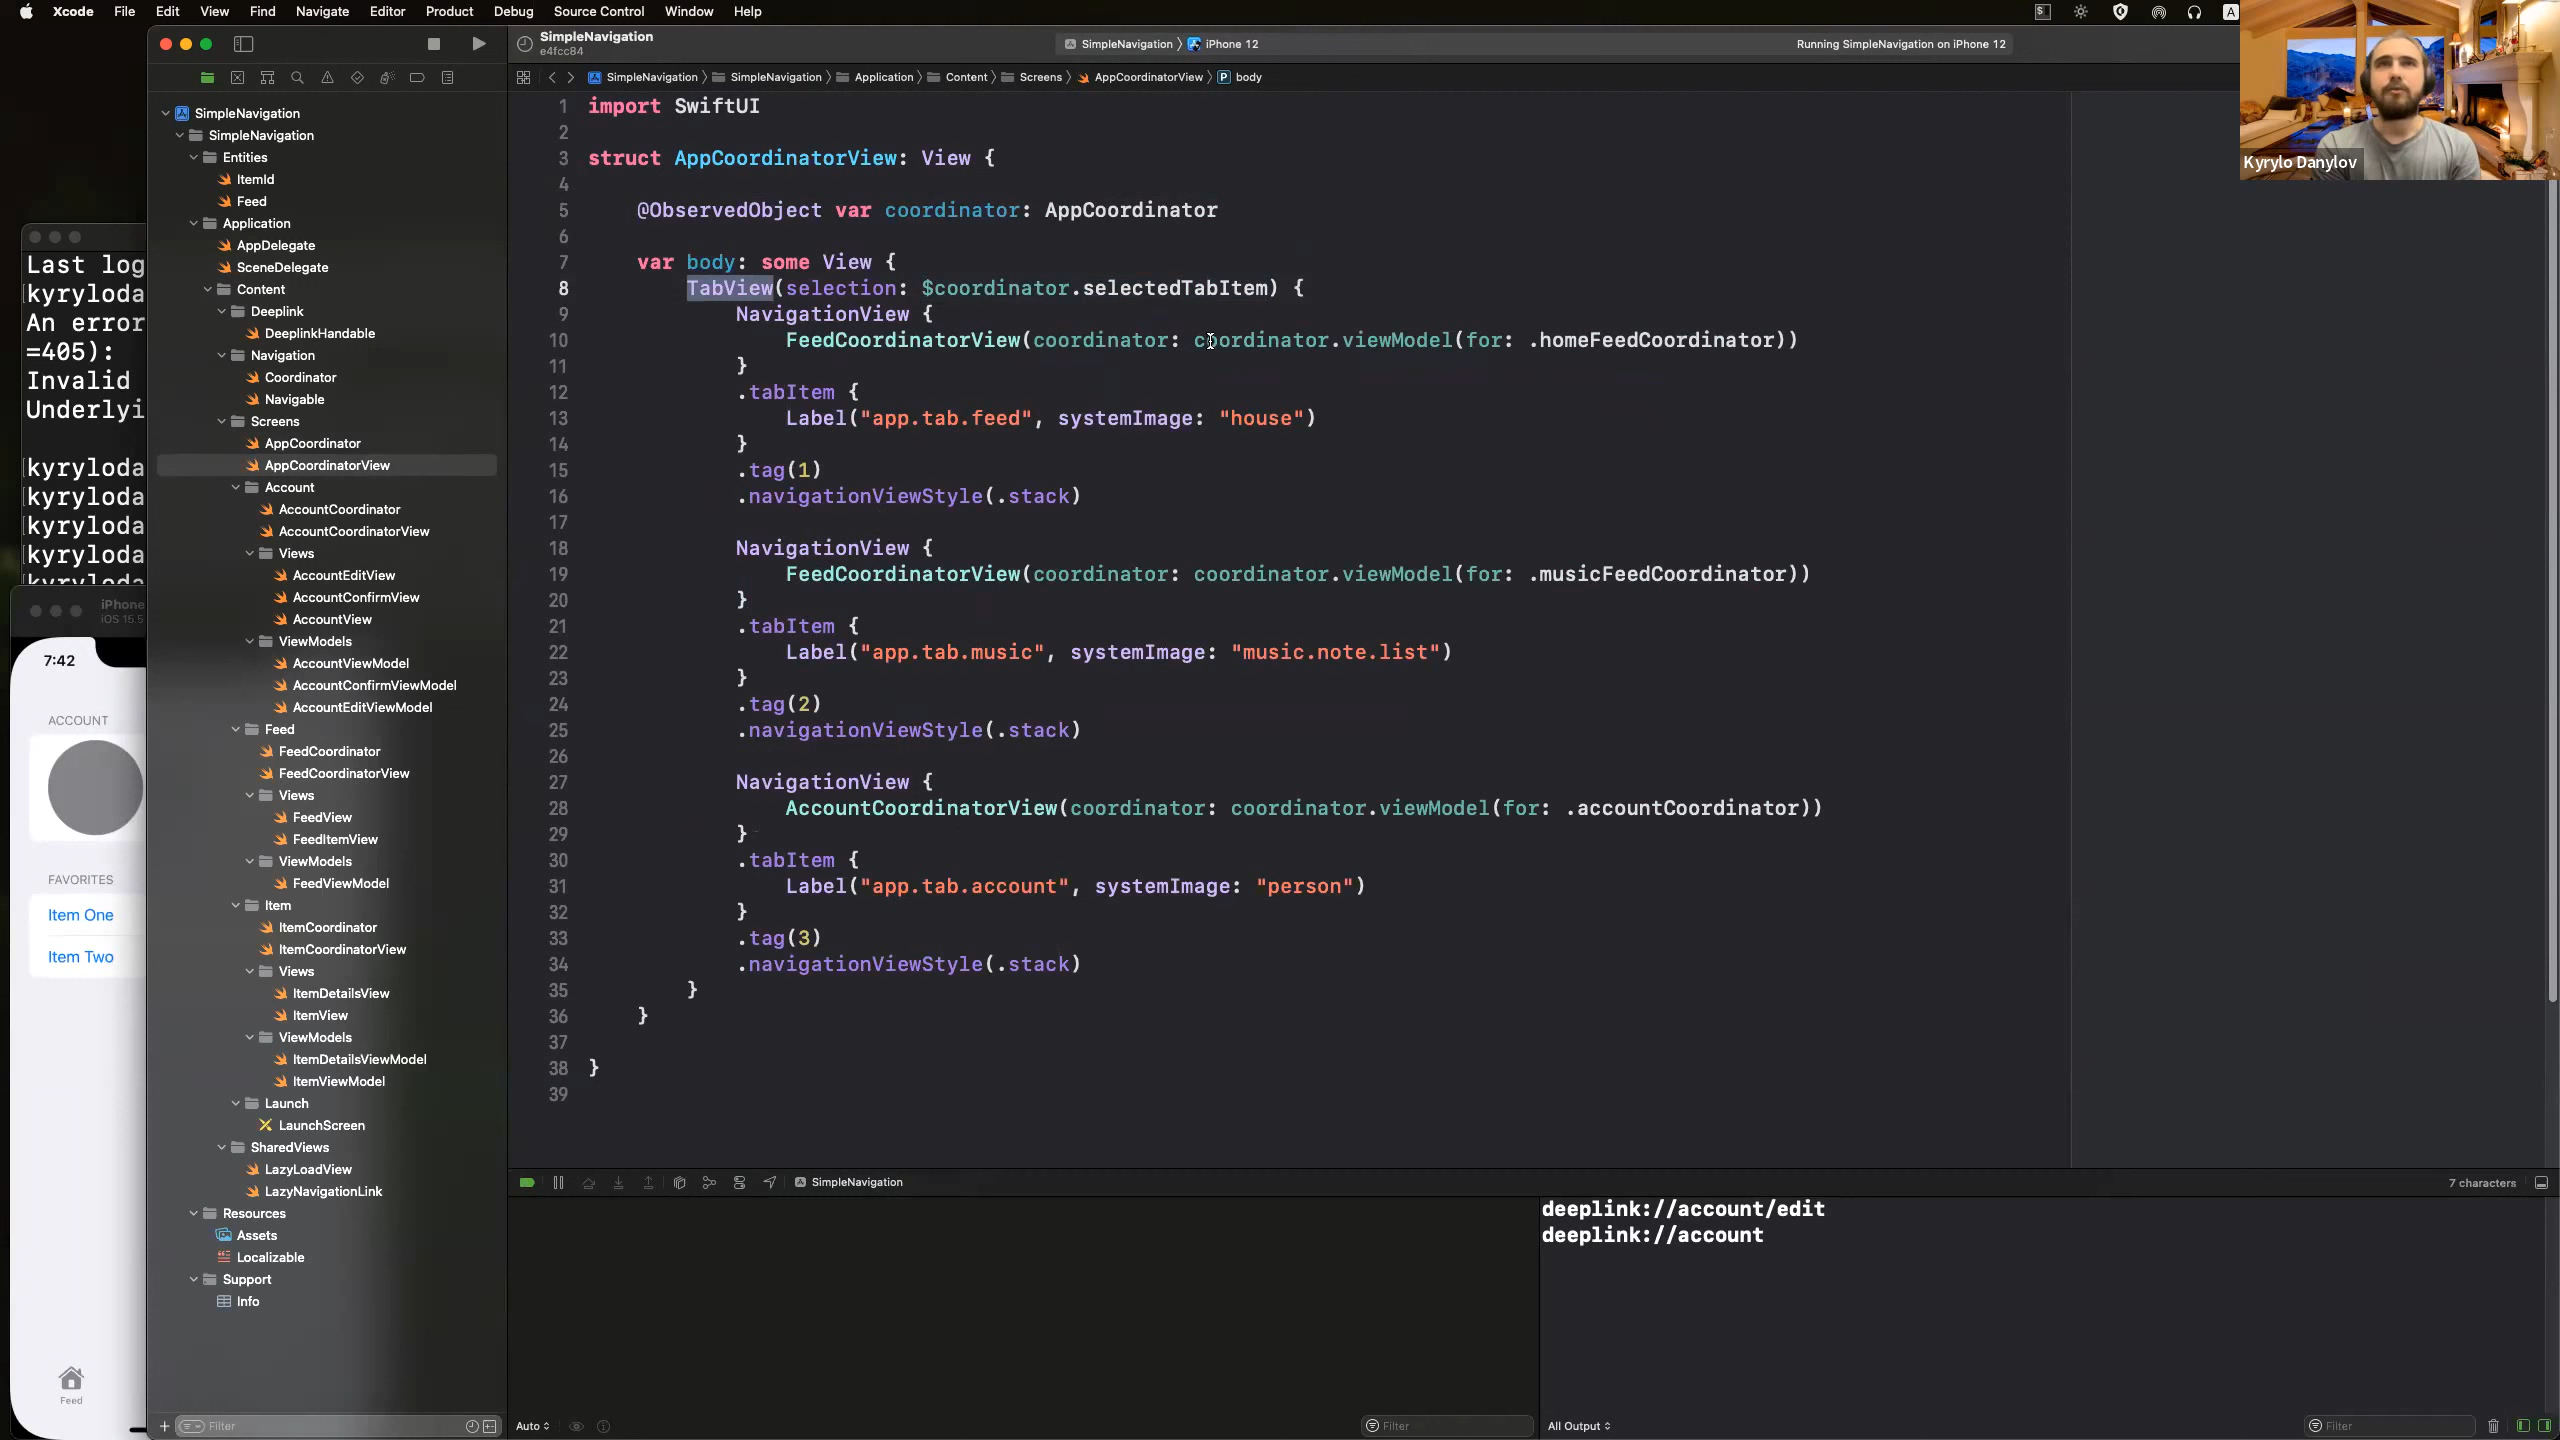 Xcode File Edit View Find Navigate Editor Product Debug Source Control Window Help
$ A
SimpleNavigation
e4fcc84
SimpleNavigation iPhone 12
Running SimpleNavigation on iPhone 12
SimpleNavigation SimpleNavigation Application Content Screens AppCoordinatorView P body
Kyrylo Danylov
SimpleNavigation
SimpleNavigation
Entities
ItemId
Feed
Application
AppDelegate
SceneDelegate
Content
Deeplink
DeeplinkHandable
Navigation
Coordinator
Navigable
Screens
AppCoordinator
AppCoordinatorView
Account
AccountCoordinator
AccountCoordinatorView
Views
AccountEditView
AccountConfirmView
AccountView
ViewModels
AccountViewModel
AccountConfirmViewModel
AccountEditViewModel
Feed
FeedCoordinator
FeedCoordinatorView
Views
FeedView
FeedItemView
ViewModels
FeedViewModel
Item
ItemCoordinator
ItemCoordinatorView
Views
ItemDetailsView
ItemView
ViewModels
ItemDetailsViewModel
ItemViewModel
Launch
LaunchScreen
SharedViews
LazyLoadView
LazyNavigationLink
Resources
Assets
Localizable
Support
Info
Filter
Last log
kyryloda
An error
=405):
Invalid
Underlyi
kyryloda
kyryloda
kyryloda
kyryloda
iPhone
iOS 15.5
7:42
ACCOUNT
FAVORITES
Item One
Item Two
Feed
1 import SwiftUI
2
3 struct AppCoordinatorView: View {
4
5 @ObservedObject var coordinator: AppCoordinator
6
7 var body: some View {
8 TabView(selection: $coordinator.selectedTabItem) {
9 NavigationView {
10 FeedCoordinatorView(coordinator: coordinator.viewModel(for: .homeFeedCoordinator))
11 }
12 .tabItem {
13 Label("app.tab.feed", systemImage: "house")
14 }
15 .tag(1)
16 .navigationViewStyle(.stack)
17
18 NavigationView {
19 FeedCoordinatorView(coordinator: coordinator.viewModel(for: .musicFeedCoordinator))
20 }
21 .tabItem {
22 Label("app.tab.music", systemImage: "music.note.list")
23 }
24 .tag(2)
25 .navigationViewStyle(.stack)
26
27 NavigationView {
28 AccountCoordinatorView(coordinator: coordinator.viewModel(for: .accountCoordinator))
29 }
30 .tabItem {
31 Label("app.tab.account", systemImage: "person")
32 }
33 .tag(3)
34 .navigationViewStyle(.stack)
35 }
36 }
37
38 }
39
SimpleNavigation
7 characters
deeplink://account/edit
deeplink://account
Auto
Filter
All Output
Filter